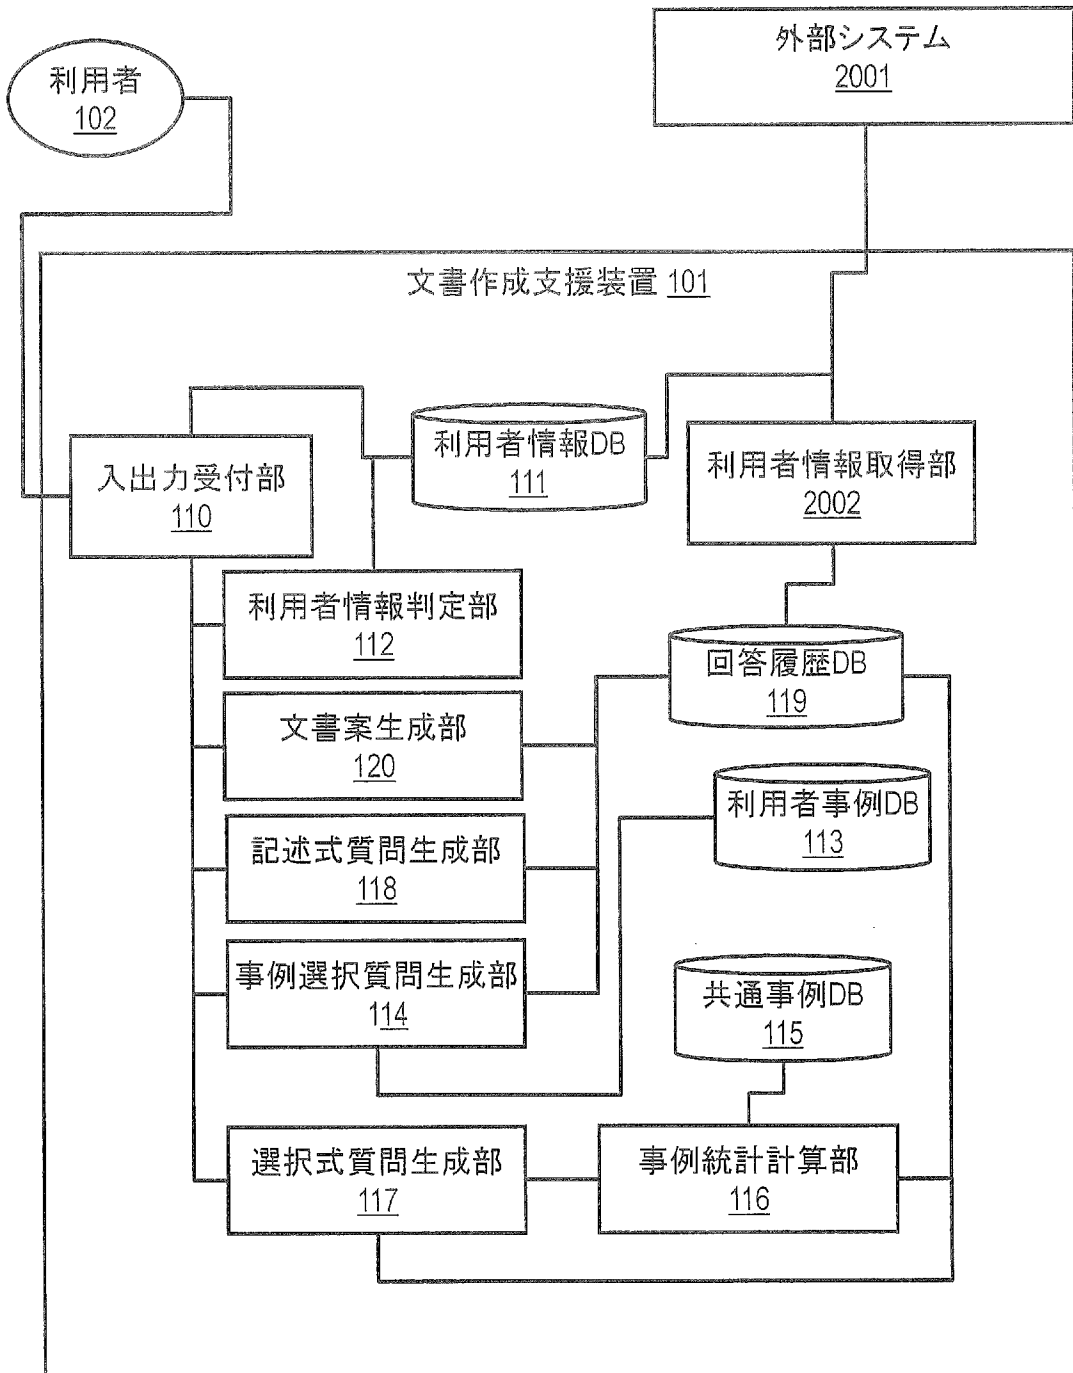 外部システム
2001
利用者
102
文書作成支援装置 101
利用者情報DB
111
利用者情報取得部
2002
入出力受付部
110
利用者情報判定部
112
回答履歴DB
119
文書案生成部
120
利用者事例DB
113
記述式質問生成部
118
事例選択質問生成部
114
共通事例DB
115
選択式質問生成部
117
事例統計計算部
116